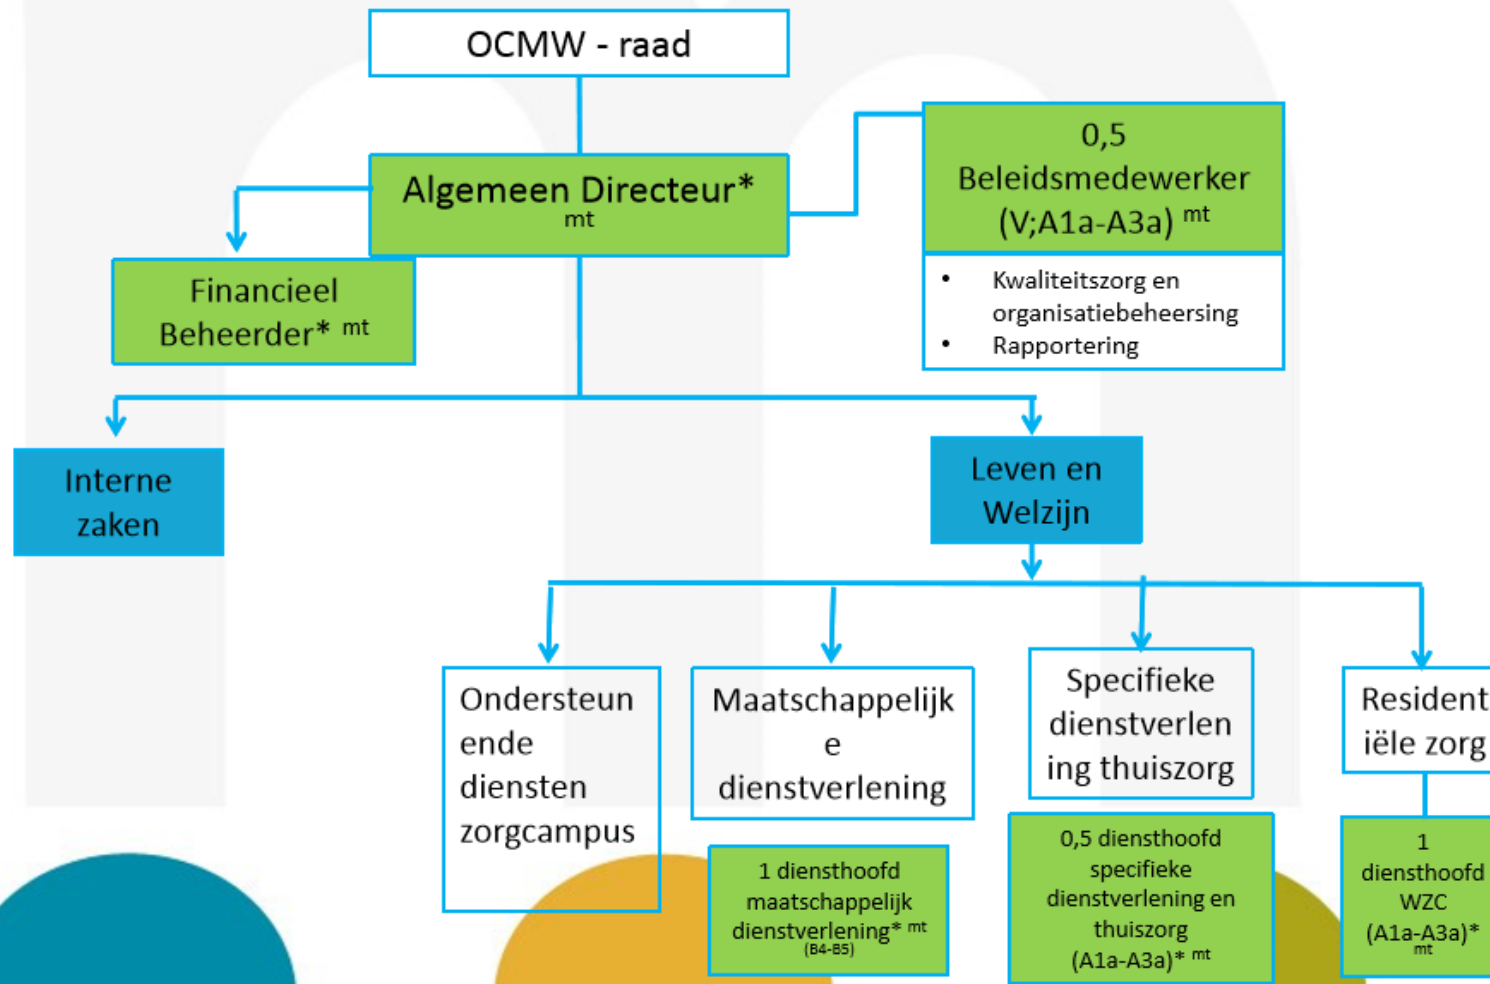 OCMW - raad
Algemeen Directeur*
mt
0,5
Beleidsmedewerker
(V;A1a-A3a) mt
• Kwaliteitszorg en
organisatiebeheersing
• Rapportering
Financieel
Beheerder* mt
Interne
zaken
Leven en
Welzijn
Ondersteun
ende
diensten
zorgcampus
Maatschappelijk
e
dienstverlening
Specifieke
dienstverlen
ing thuiszorg
Resident
iële zorg
1 diensthoofd
maatschappelijk
dienstverlening* mt
(B4-B5)
0,5 diensthoofd
specifieke
dienstverlening en
thuiszorg
(A1a-A3a)* mt
1
diensthoofd
WZC
(A1a-A3a)*
mt